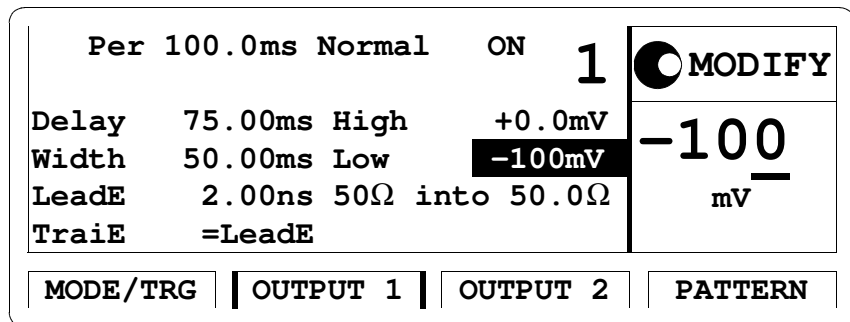 Per 100.0ms Normal ON 1
MODIFY
Delay 75.00ms High +0.0mV
Width 50.00ms Low −100mV
LeadE 2.00ns 50Ω into 50.0Ω
TraiE =LeadE
−100
mV
MODE/TRG OUTPUT 1 OUTPUT 2 PATTERN